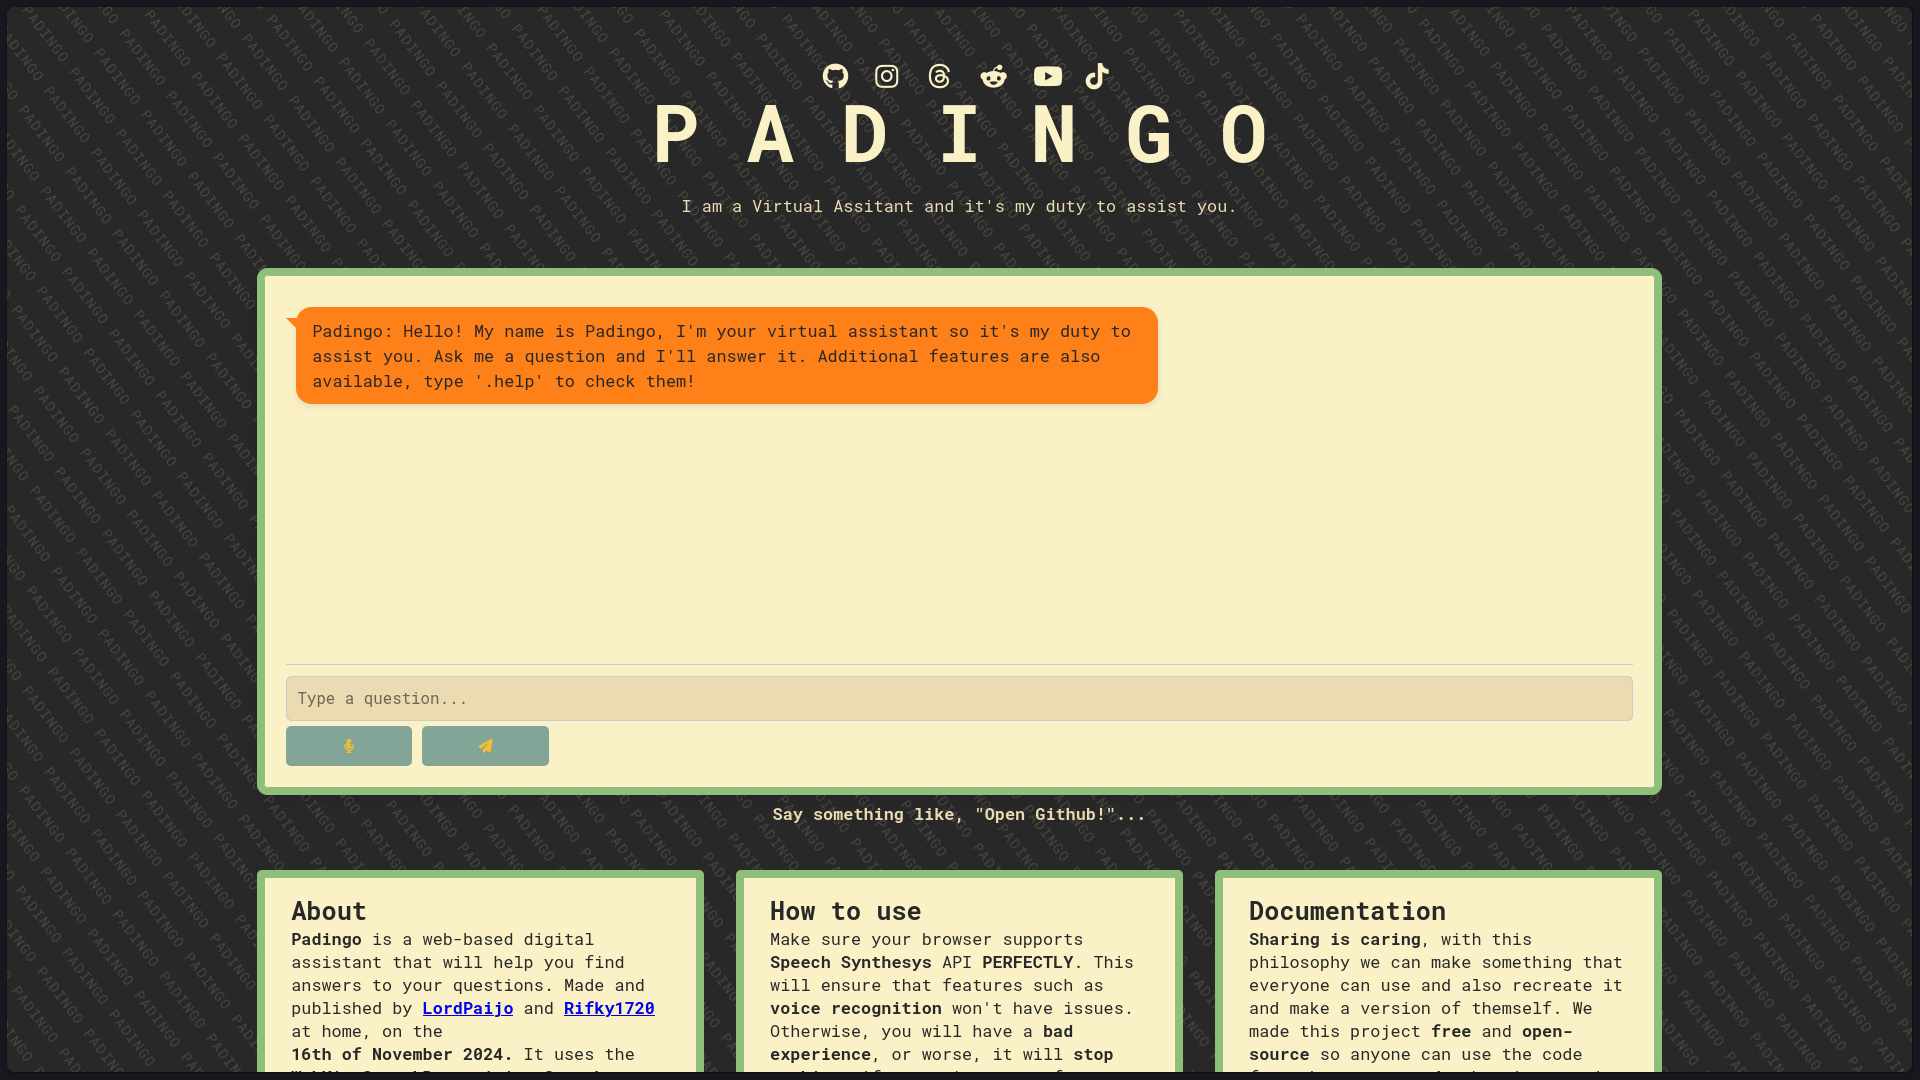 P A D I N G O
I am a Virtual Assitant and it's my duty to assist you.
Padingo: Hello! My name is Padingo, I'm your virtual assistant so it's my duty to
assist you. Ask me a question and I'll answer it. Additional features are also
available, type '.help' to check them!
Type a question...
Say something like, "Open Github!"...
About
Padingo is a web-based digital
assistant that will help you find
answers to your questions. Made and
published by LordPaijo and Rifky1720
at home, on the
16th of November 2024. It uses the
How to use
Make sure your browser supports
Speech Synthesys API PERFECTLY. This
will ensure that features such as
voice recognition won't have issues.
Otherwise, you will have a bad
experience, or worse, it will stop
Documentation
Sharing is caring, with this
philosophy we can make something that
everyone can use and also recreate it
and make a version of themself. We
made this project free and open-
source so anyone can use the code